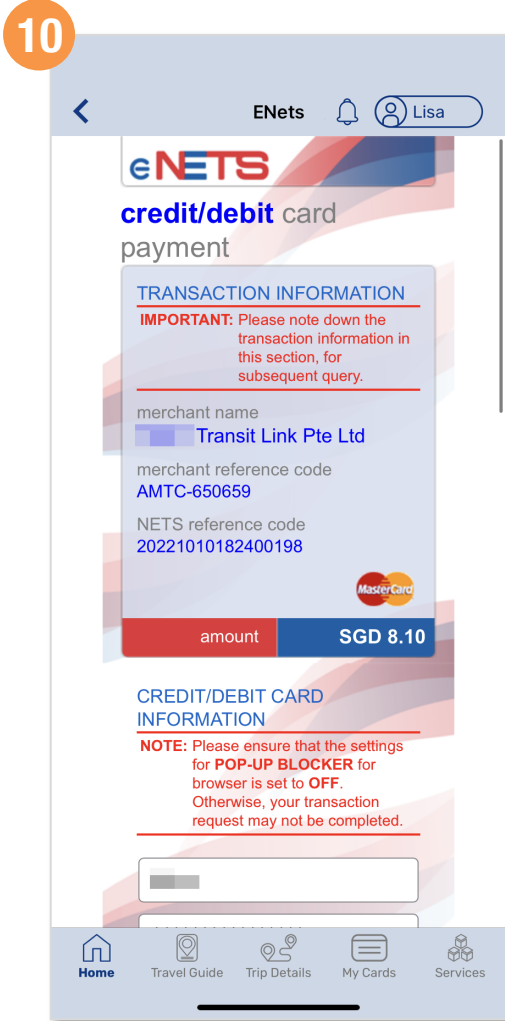 10
ENets
Lisa
eNETS
credit/debit card
payment
TRANSACTION INFORMATION
IMPORTANT: Please note down the
transaction information in
this section, for
subsequent query.
merchant name
Transit Link Pte Ltd
merchant reference code
AMTC-650659
NETS reference code
20221010182400198
MasterCard
amount SGD 8.10
CREDIT/DEBIT CARD
INFORMATION
NOTE: Please ensure that the settings
for POP-UP BLOCKER for
browser is set to OFF.
Otherwise, your transaction
request may not be completed.
Home Travel Guide Trip Details My Cards Services